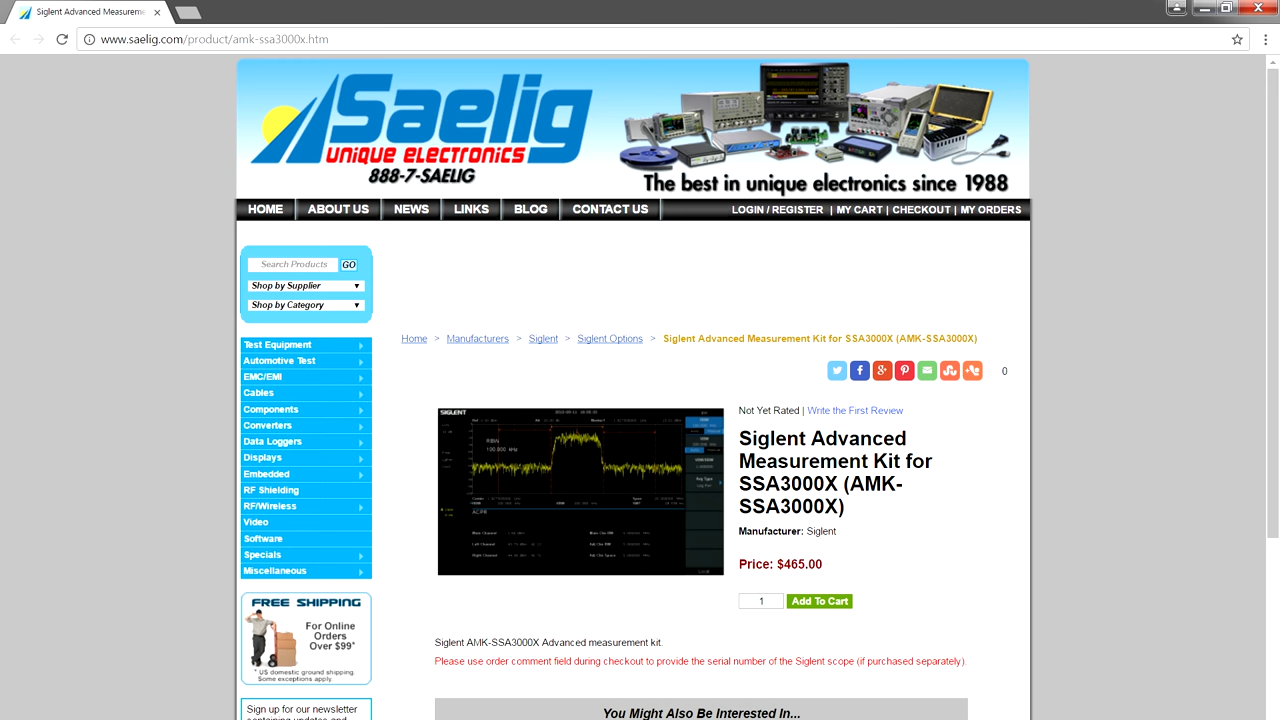 Siglent Advanced Measurem
www.saelig.com/product/amk-ssa3000x.htm
Saelig
UNIQUE ELECTRONICS
888-7-SAELIG
The best in unique electronics since 1988
HOME ABOUT US NEWS LINKS BLOG CONTACT US LOGIN / REGISTER | MY CART | CHECKOUT | MY ORDERS
Search Products GO
Shop by Supplier
Shop by Category
Home > Manufacturers > Siglent > Siglent Options > Siglent Advanced Measurement Kit for SSA3000X (AMK-SSA3000X)
Test Equipment
Automotive Test
EMC/EMI
Cables
Components
Converters
Data Loggers
Displays
Embedded
RF Shielding
RF/Wireless
Video
Software
Specials
Miscellaneous
0
SIGLENT
RBW
100.000 kHz
ACPR
Not Yet Rated | Write the First Review
Siglent Advanced
Measurement Kit for
SSA3000X (AMK-
SSA3000X)
Manufacturer: Siglent
Price: $465.00
1 Add To Cart
FREE SHIPPING
For Online
Orders
Over $99*
* US domestic ground shipping.
Some exceptions apply.
Siglent AMK-SSA3000X Advanced measurement kit.
Please use order comment field during checkout to provide the serial number of the Siglent scope (if purchased separately).
Sign up for our newsletter
containing updates and
You Might Also Be Interested In...